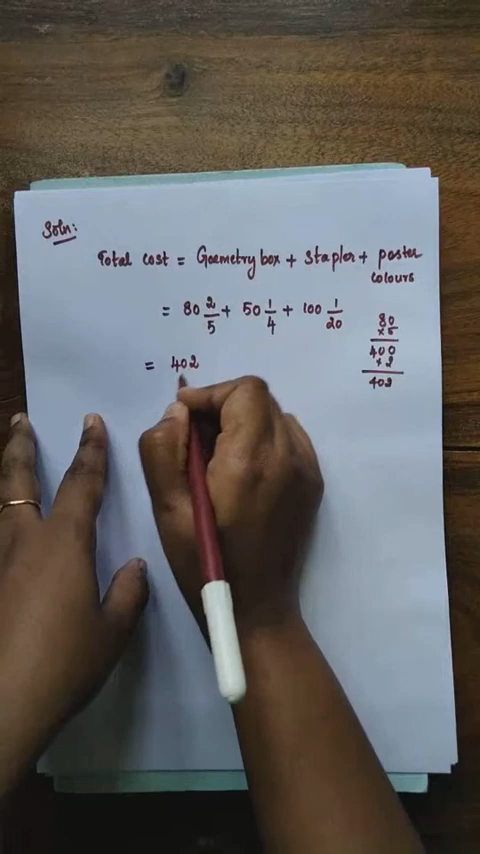 Soln:
Total cost = Geometry box + Stapler + poster colours
= 80 2/5 + 50 1/4 + 100 1/20
= 402
80
×5
400
+2
402